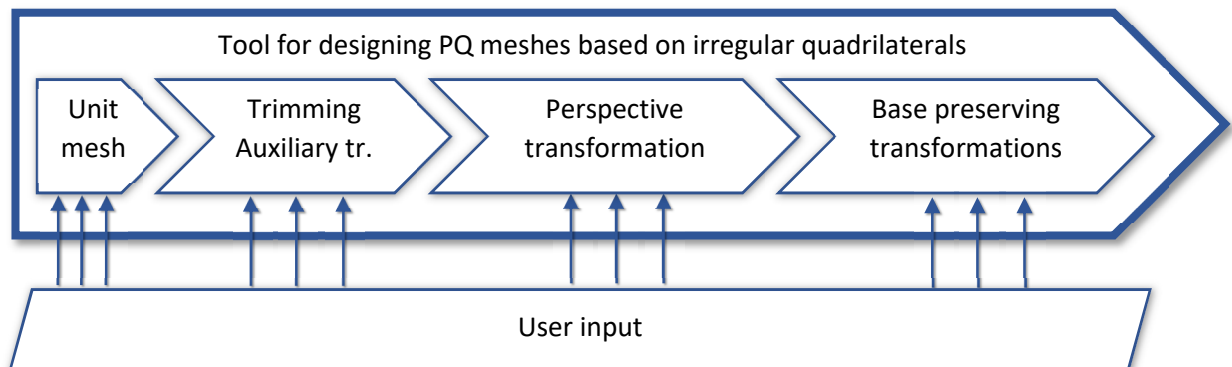 Tool for designing PQ meshes based on irregular quadrilaterals
Unit
mesh
Trimming
Auxiliary tr.
Perspective
transformation
Base preserving
transformations
User input